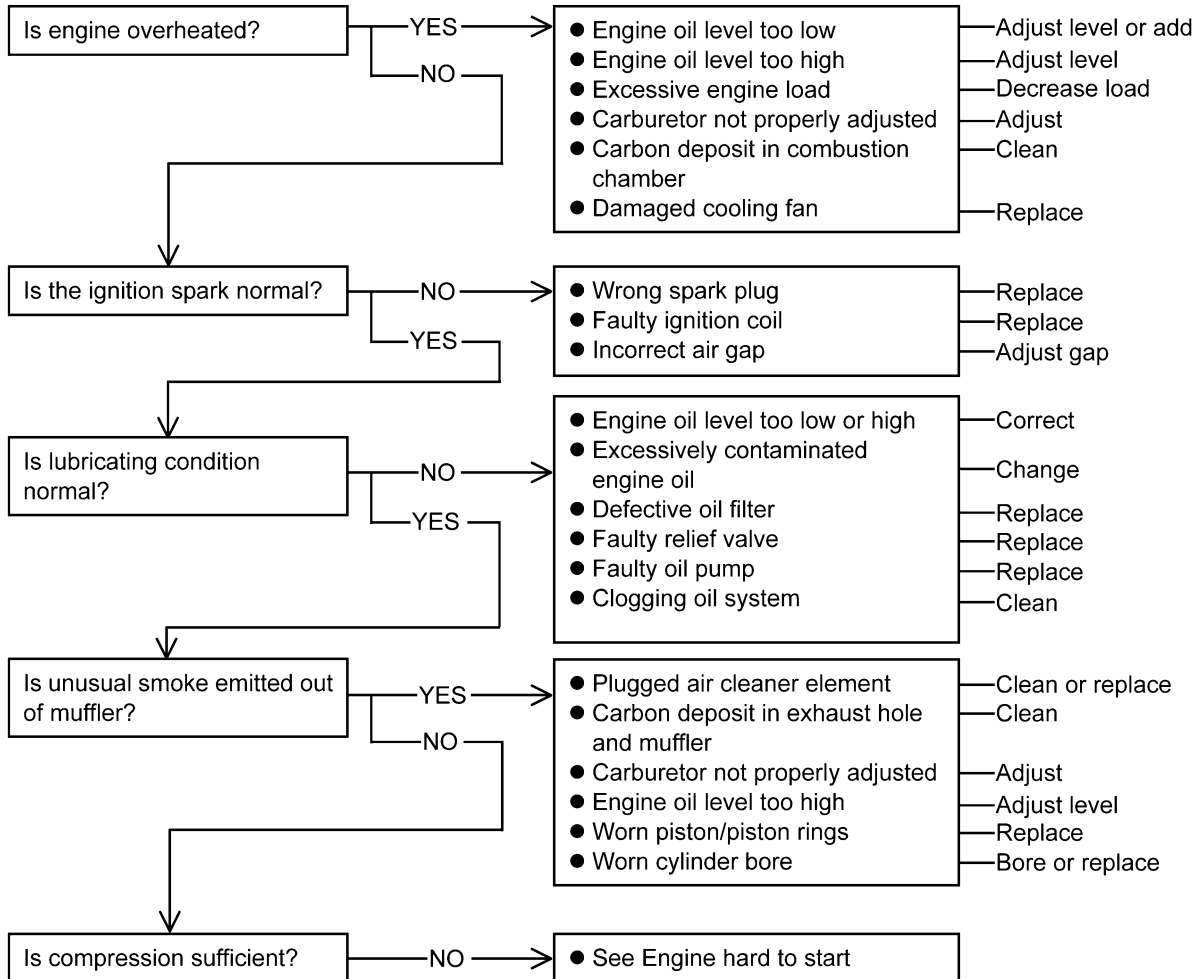 Is engine overheated?
YES
NO
● Engine oil level too low
Adjust level or add
● Engine oil level too high
Adjust level
● Excessive engine load
Decrease load
● Carburetor not properly adjusted
Adjust
● Carbon deposit in combustion
chamber
Clean
● Damaged cooling fan
Replace
Is the ignition spark normal?
NO
YES
● Wrong spark plug
Replace
● Faulty ignition coil
Replace
● Incorrect air gap
Adjust gap
Is lubricating condition
normal?
NO
YES
● Engine oil level too low or high
Correct
● Excessively contaminated
engine oil
Change
● Defective oil filter
Replace
● Faulty relief valve
Replace
● Faulty oil pump
Replace
● Clogging oil system
Clean
Is unusual smoke emitted out
of muffler?
YES
NO
● Plugged air cleaner element
Clean or replace
● Carbon deposit in exhaust hole
and muffler
Clean
● Carburetor not properly adjusted
Adjust
● Engine oil level too high
Adjust level
● Worn piston/piston rings
Replace
● Worn cylinder bore
Bore or replace
Is compression sufficient?
NO
● See Engine hard to start